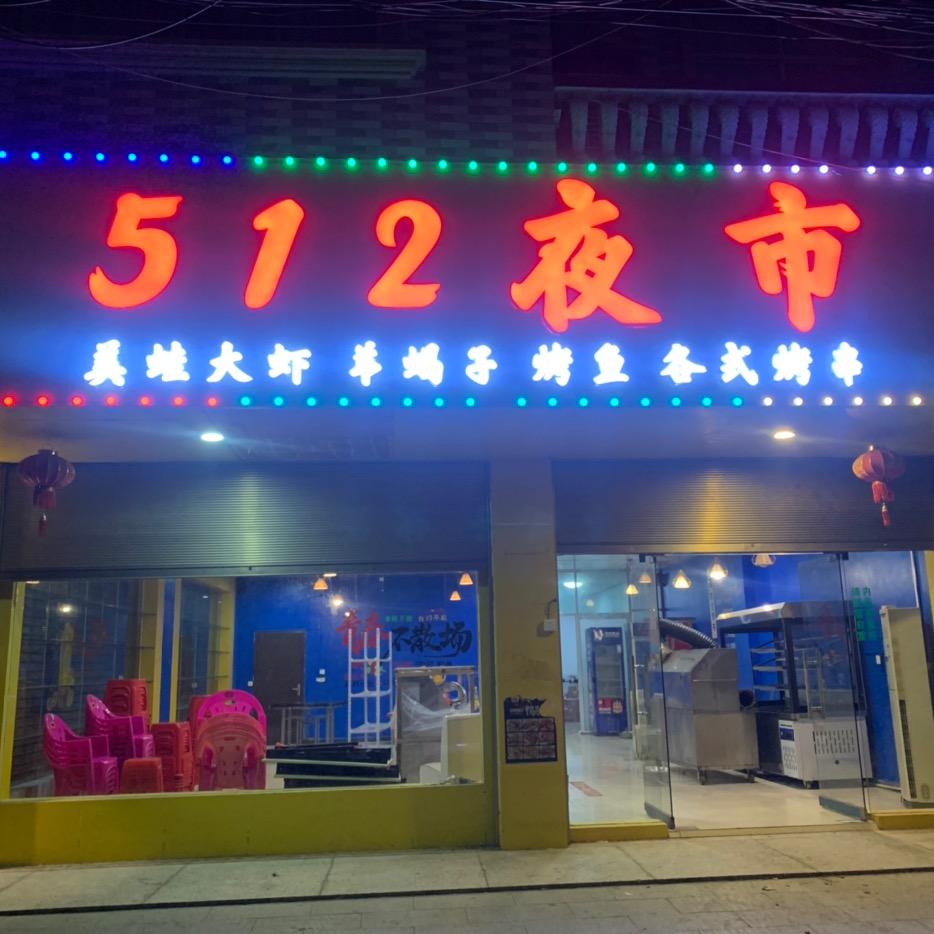 512夜市
美蛙大虾 羊蝎子 烤鱼 各式烤串
不散场